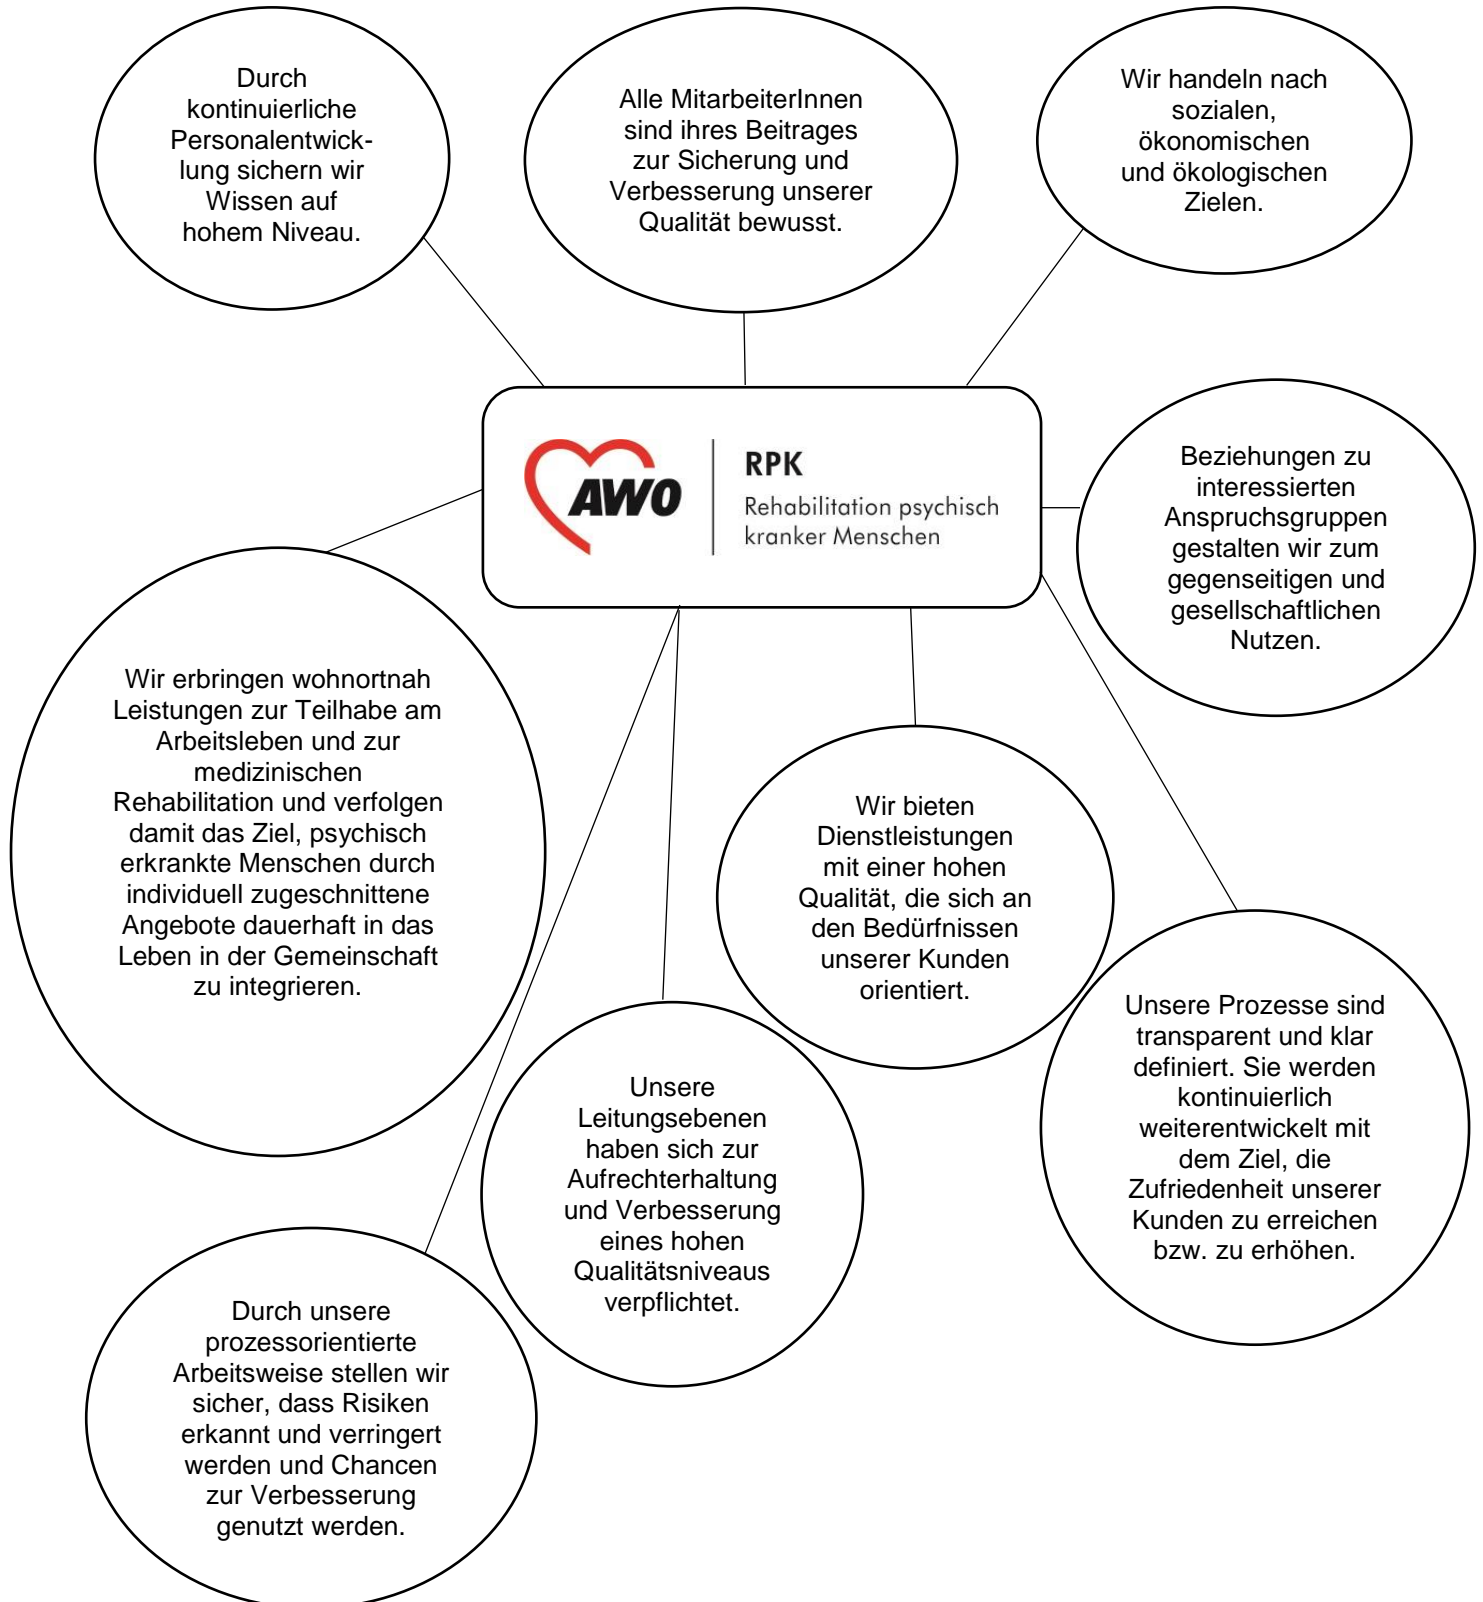 Durch
kontinuierliche
Personalentwick-
lung sichern wir
Wissen auf
hohem Niveau.
Alle MitarbeiterInnen
sind ihres Beitrages
zur Sicherung und
Verbesserung unserer
Qualität bewusst.
Wir handeln nach
sozialen,
ökonomischen
und ökologischen
Zielen.
AWO
RPK
Rehabilitation psychisch
kranker Menschen
Beziehungen zu
interessierten
Anspruchsgruppen
gestalten wir zum
gegenseitigen und
gesellschaftlichen
Nutzen.
Wir erbringen wohnortnah
Leistungen zur Teilhabe am
Arbeitsleben und zur
medizinischen
Rehabilitation und verfolgen
damit das Ziel, psychisch
erkrankte Menschen durch
individuell zugeschnittene
Angebote dauerhaft in das
Leben in der Gemeinschaft
zu integrieren.
Wir bieten
Dienstleistungen
mit einer hohen
Qualität, die sich an
den Bedürfnissen
unserer Kunden
orientiert.
Unsere Prozesse sind
transparent und klar
definiert. Sie werden
kontinuierlich
weiterentwickelt mit
dem Ziel, die
Zufriedenheit unserer
Kunden zu erreichen
bzw. zu erhöhen.
Unsere
Leitungsebenen
haben sich zur
Aufrechterhaltung
und Verbesserung
eines hohen
Qualitätsniveaus
verpflichtet.
Durch unsere
prozessorientierte
Arbeitsweise stellen wir
sicher, dass Risiken
erkannt und verringert
werden und Chancen
zur Verbesserung
genutzt werden.